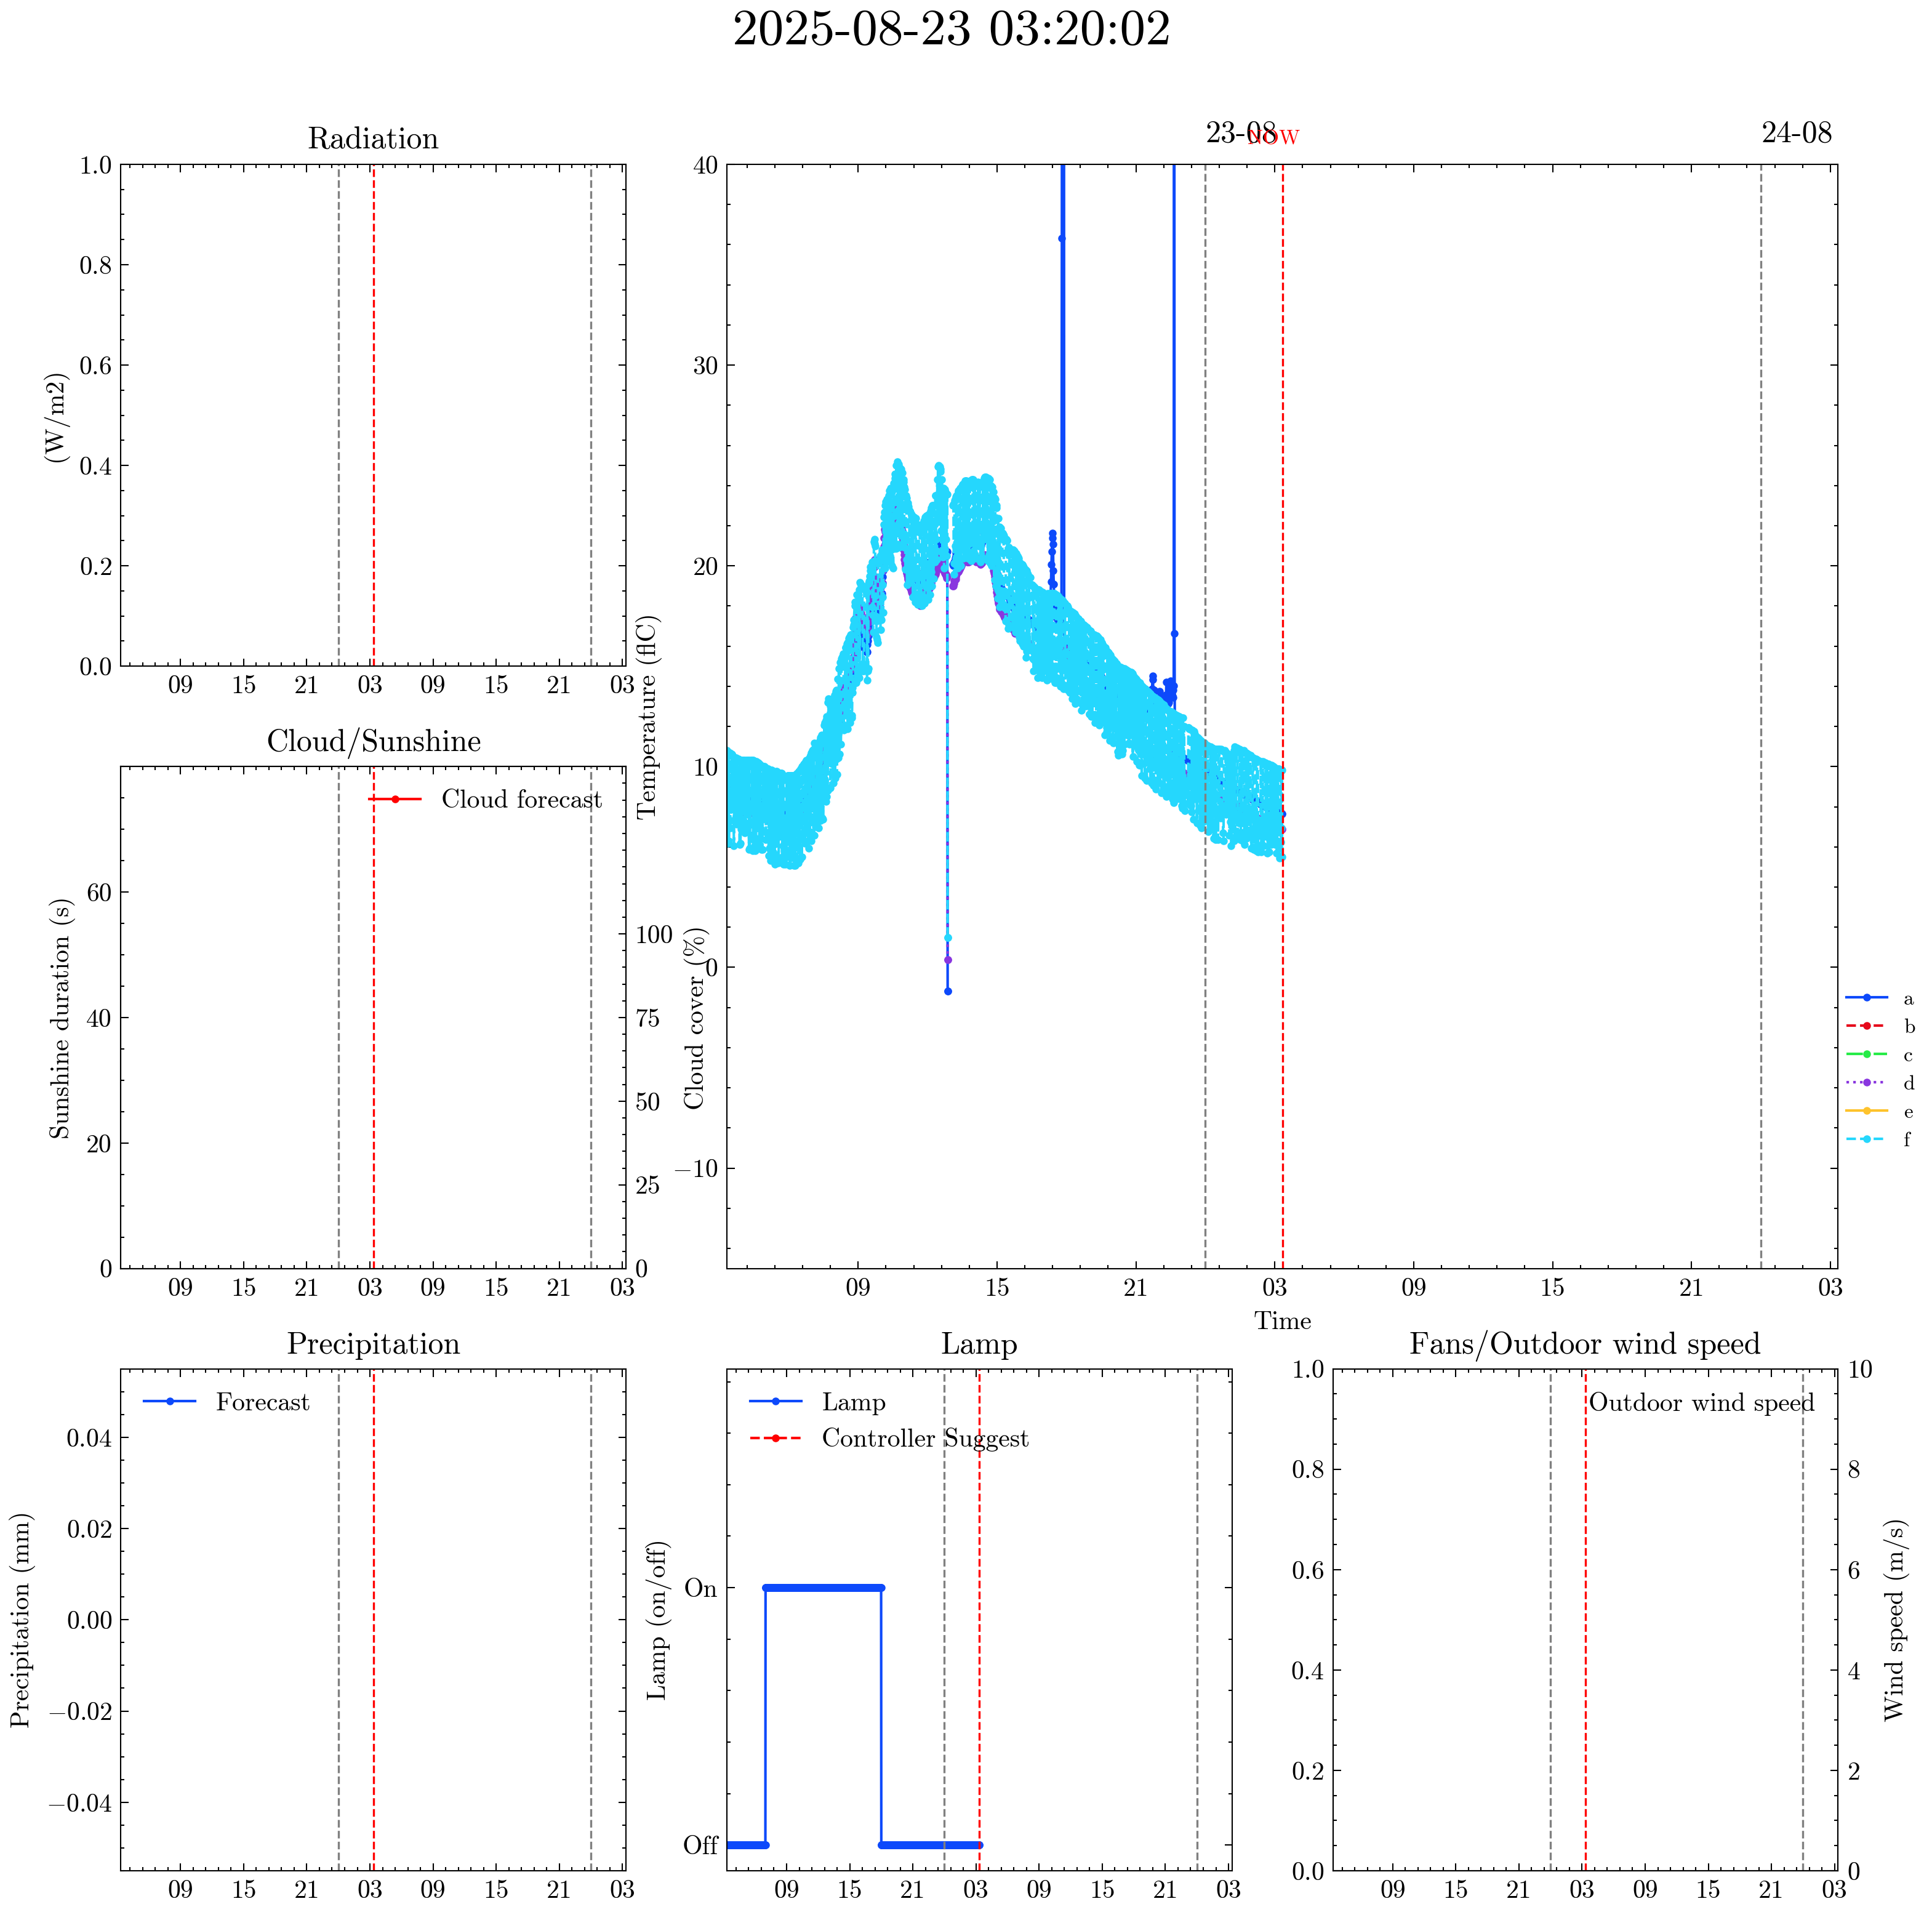 2025-08-23 03:20:02
Radiation
(W/m2)
1.0
0.8
0.6
0.4
0.2
0.0
09 15 21 03 09 15 21 03
23-08
NOW
24-08
Temperature (flC)
40
30
20
10
0
−10
09 15 21 03 09 15 21 03
Time
a
b
c
d
e
f
Cloud/Sunshine
Cloud forecast
Sunshine duration (s)
60
40
20
0
Cloud cover (%)
100
75
50
25
0
09 15 21 03 09 15 21 03
Precipitation
Forecast
Precipitation (mm)
0.04
0.02
0.00
−0.02
−0.04
09 15 21 03 09 15 21 03
Lamp
Lamp
Controller Suggest
Lamp (on/off)
On
Off
09 15 21 03 09 15 21 03
Fans/Outdoor wind speed
Outdoor wind speed
1.0
0.8
0.6
0.4
0.2
0.0
10
8
6
4
2
0
Wind speed (m/s)
09 15 21 03 09 15 21 03